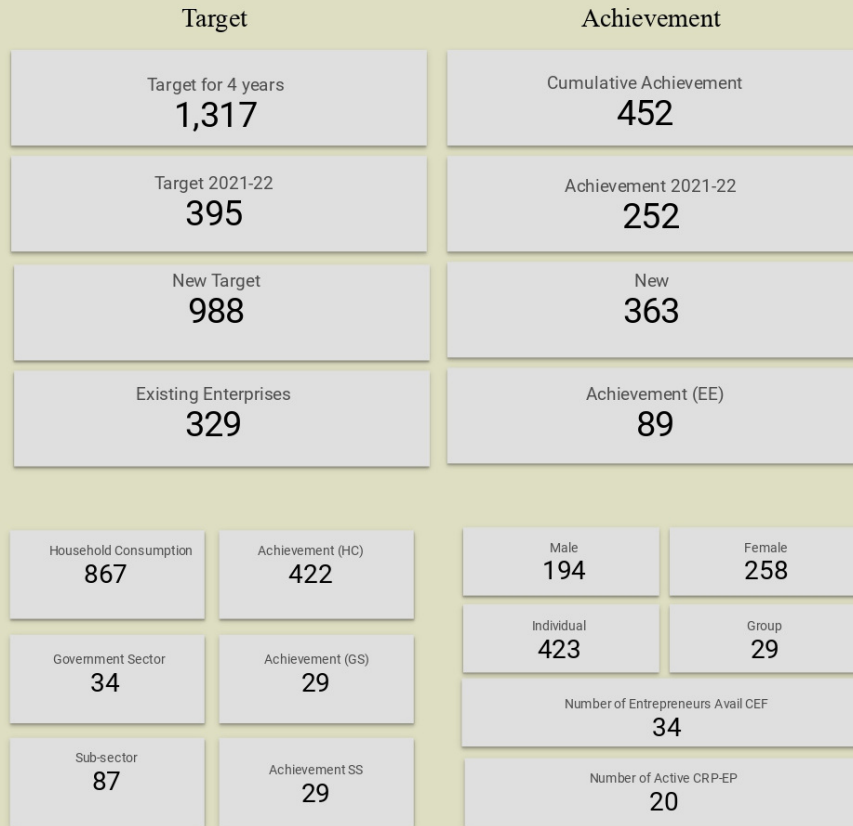 Target
Achievement
Target for 4 years
1,317
Cumulative Achievement
452
Target 2021-22
395
Achievement 2021-22
252
New Target
988
New
363
Existing Enterprises
329
Achievement (EE)
89
Household Consumption
867
Achievement (HC)
422
Male
194
Female
258
Government Sector
34
Achievement (GS)
29
Individual
423
Group
29
Number of Entrepreneurs Avail CEF
34
Sub-sector
87
Achievement SS
29
Number of Active CRP-EP
20